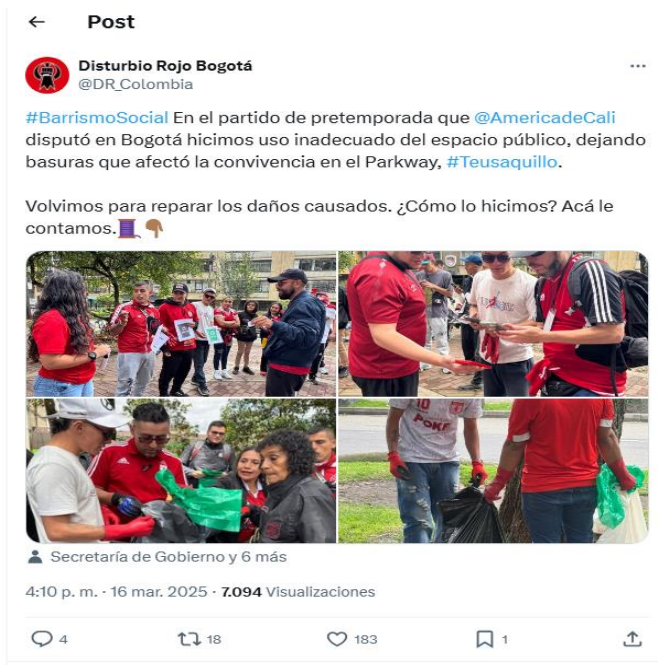 Post
Disturbio Rojo Bogotá
@DR_Colombia
#BarrismoSocial En el partido de pretemporada que @AmericadeCali
disputó en Bogotá hicimos uso inadecuado del espacio público, dejando
basuras que afectó la convivencia en el Parkway, #Teusaquillo.
Volvimos para reparar los daños causados. ¿Cómo lo hicimos? Acá le
contamos.🧵👇🏾
10
POKER
Secretaría de Gobierno y 6 más
4:10 p. m. · 16 mar. 2025 · 7.094 Visualizaciones
4 18 183 1